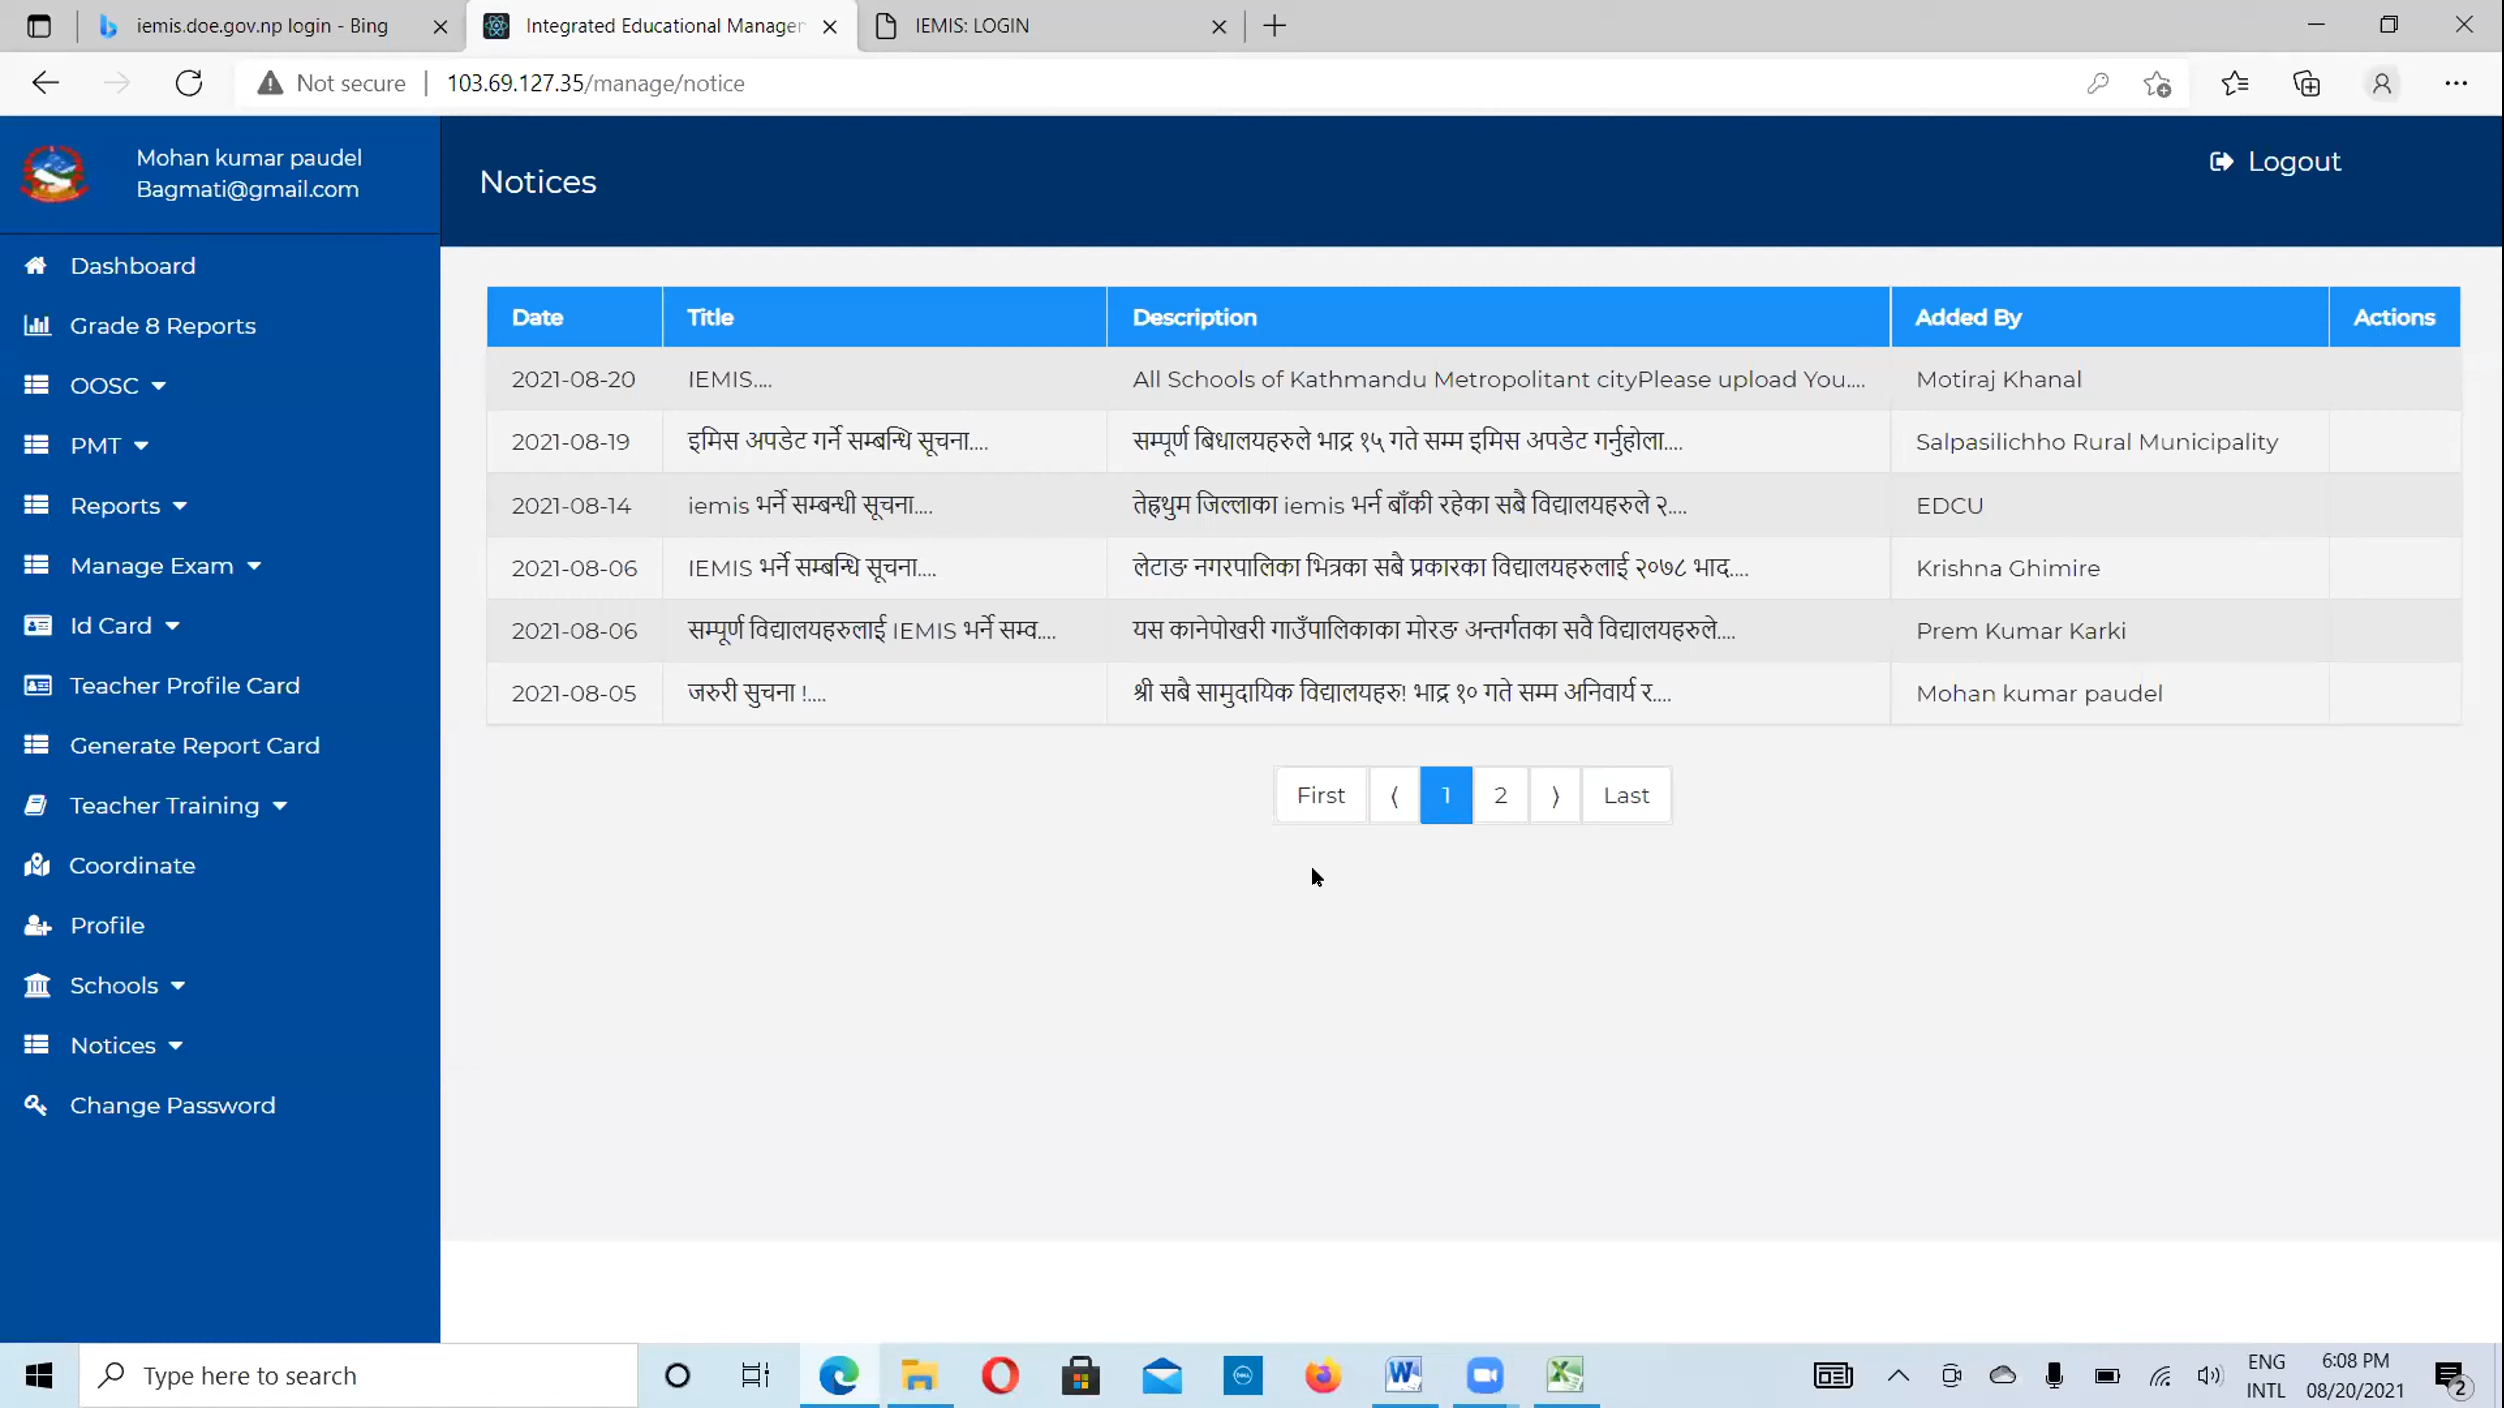 iemis.doe.gov.np login - Bing
Integrated Educational Manager
IEMIS: LOGIN
Not secure
103.69.127.35/manage/notice
Mohan kumar paudel
Bagmati@gmail.com
Notices
Logout
Dashboard
Grade 8 Reports
OOSC
PMT
Reports
Manage Exam
Id Card
Teacher Profile Card
Generate Report Card
Teacher Training
Coordinate
Profile
Schools
Notices
Change Password
Date Title Description Added By Actions
2021-08-20 IEMIS.... All Schools of Kathmandu Metropolitant cityPlease upload You.... Motiraj Khanal
2021-08-19 इमिस अपडेट गर्ने सम्बन्धि सूचना.... सम्पूर्ण बिधालयहरुले भाद्र १५ गते सम्म इमिस अपडेट गर्नुहोला.... Salpasilichho Rural Municipality
2021-08-14 iemis भर्ने सम्बन्धी सूचना.... तेह्रथुम जिल्लाका iemis भर्न बाँकी रहेका सबै विद्यालयहरुले २.... EDCU
2021-08-06 IEMIS भर्ने सम्बन्धि सूचना.... लेटाङ नगरपालिका भित्रका सबै प्रकारका विद्यालयहरुलाई २०७८ भाद.... Krishna Ghimire
2021-08-06 सम्पूर्ण विद्यालयहरुलाई IEMIS भर्ने सम्व.... यस कानेपोखरी गाउँपालिकाका मोरङ अन्तर्गतका सवै विद्यालयहरुले.... Prem Kumar Karki
2021-08-05 जरुरी सुचना !.... श्री सबै सामुदायिक विद्यालयहरु! भाद्र १० गते सम्म अनिवार्य र.... Mohan kumar paudel
First ⟨ 1 2 ⟩ Last
Type here to search
ENG
INTL
6:08 PM
08/20/2021
2